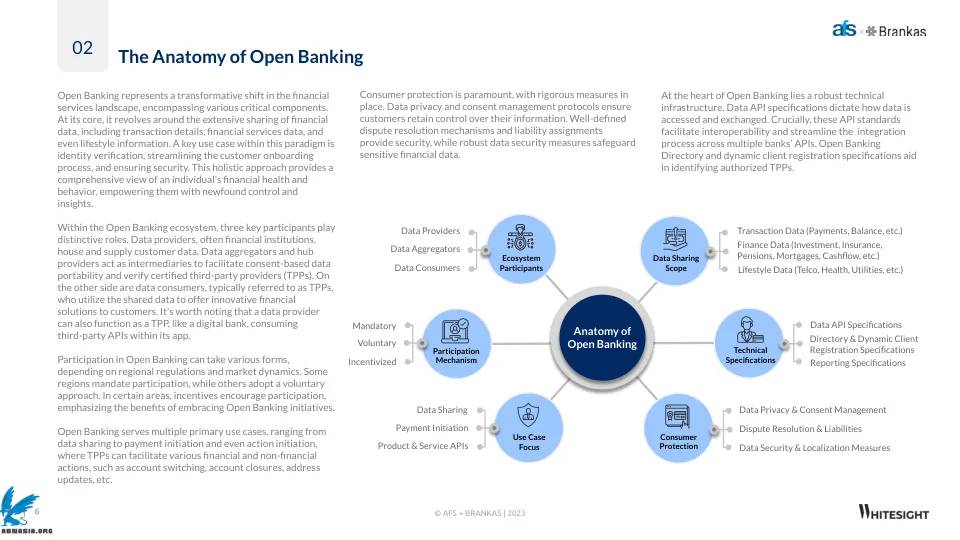 02
The Anatomy of Open Banking
afs × Brankas
Open Banking represents a transformative shift in the financial
services landscape, encompassing various critical components.
At its core, it revolves around the extensive sharing of financial
data, including transaction details, financial services data, and
even lifestyle information. A key use case within this paradigm is
identity verification, streamlining the customer onboarding
process, and ensuring security. This holistic approach provides a
comprehensive view of an individual's financial health and
behavior, empowering them with newfound control and
insights.
Within the Open Banking ecosystem, three key participants play
distinctive roles. Data providers, often financial institutions,
house and supply customer data. Data aggregators and hub
providers act as intermediaries to facilitate consent-based data
portability and verify certified third-party providers (TPPs). On
the other side are data consumers, typically referred to as TPPs,
who utilize the shared data to offer innovative financial
solutions to customers. It's worth noting that a data provider
can also function as a TPP, like a digital bank, consuming
third-party APIs within its app.
Participation in Open Banking can take various forms,
depending on regional regulations and market dynamics. Some
regions mandate participation, while others adopt a voluntary
approach. In certain areas, incentives encourage participation,
emphasizing the benefits of embracing Open Banking initiatives.
Open Banking serves multiple primary use cases, ranging from
data sharing to payment initiation and even action initiation,
where TPPs can facilitate various financial and non-financial
actions, such as account switching, account closures, address
updates, etc.
Consumer protection is paramount, with rigorous measures in
place. Data privacy and consent management protocols ensure
customers retain control over their information. Well-defined
dispute resolution mechanisms and liability assignments
provide security, while robust data security measures safeguard
sensitive financial data.
At the heart of Open Banking lies a robust technical
infrastructure. Data API specifications dictate how data is
accessed and exchanged. Crucially, these API standards
facilitate interoperability and streamline the integration
process across multiple banks' APIs. Open Banking
Directory and dynamic client registration specifications aid
in identifying authorized TPPs.
Data Providers
Data Aggregators
Data Consumers
Ecosystem
Participants
Data Sharing
Scope
Transaction Data (Payments, Balance, etc.)
Finance Data (Investment, Insurance,
Pensions, Mortgages, Cashflow, etc.)
Lifestyle Data (Telco, Health, Utilities, etc.)
Mandatory
Voluntary
Incentivized
Participation
Mechanism
Anatomy of
Open Banking
Technical
Specifications
Data API Specifications
Directory & Dynamic Client
Registration Specifications
Reporting Specifications
Data Sharing
Payment Initiation
Product & Service APIs
Use Case
Focus
Consumer
Protection
Data Privacy & Consent Management
Dispute Resolution & Liabilities
Data Security & Localization Measures
6
ABNASIA.ORG
© AFS + BRANKAS | 2023
WHITESIGHT